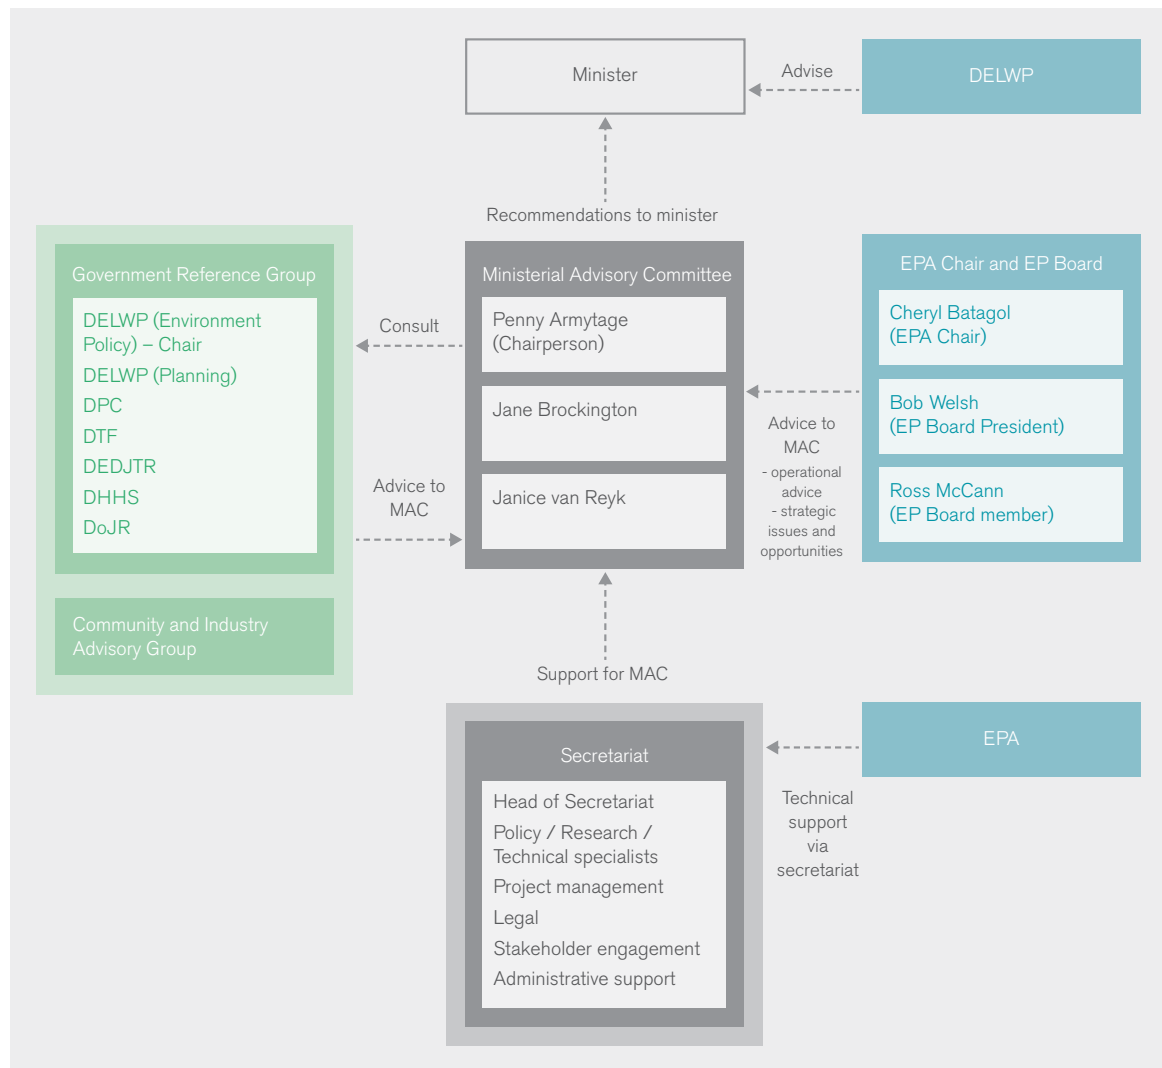 Minister
Advise
DELWP
Recommendations to minister
Government Reference Group
DELWP (Environment
Policy) – Chair
DELWP (Planning)
DPC
DTF
DEDJTR
DHHS
DoJR
Community and Industry
Advisory Group
Consult
Advice to
MAC
Ministerial Advisory Committee
Penny Armytage
(Chairperson)
Jane Brockington
Janice van Reyk
Advice to
MAC
- operational
advice
- strategic
issues and
opportunities
EPA Chair and EP Board
Cheryl Batagol
(EPA Chair)
Bob Welsh
(EP Board President)
Ross McCann
(EP Board member)
Support for MAC
Secretariat
Head of Secretariat
Policy / Research /
Technical specialists
Project management
Legal
Stakeholder engagement
Administrative support
EPA
Technical
support
via
secretariat